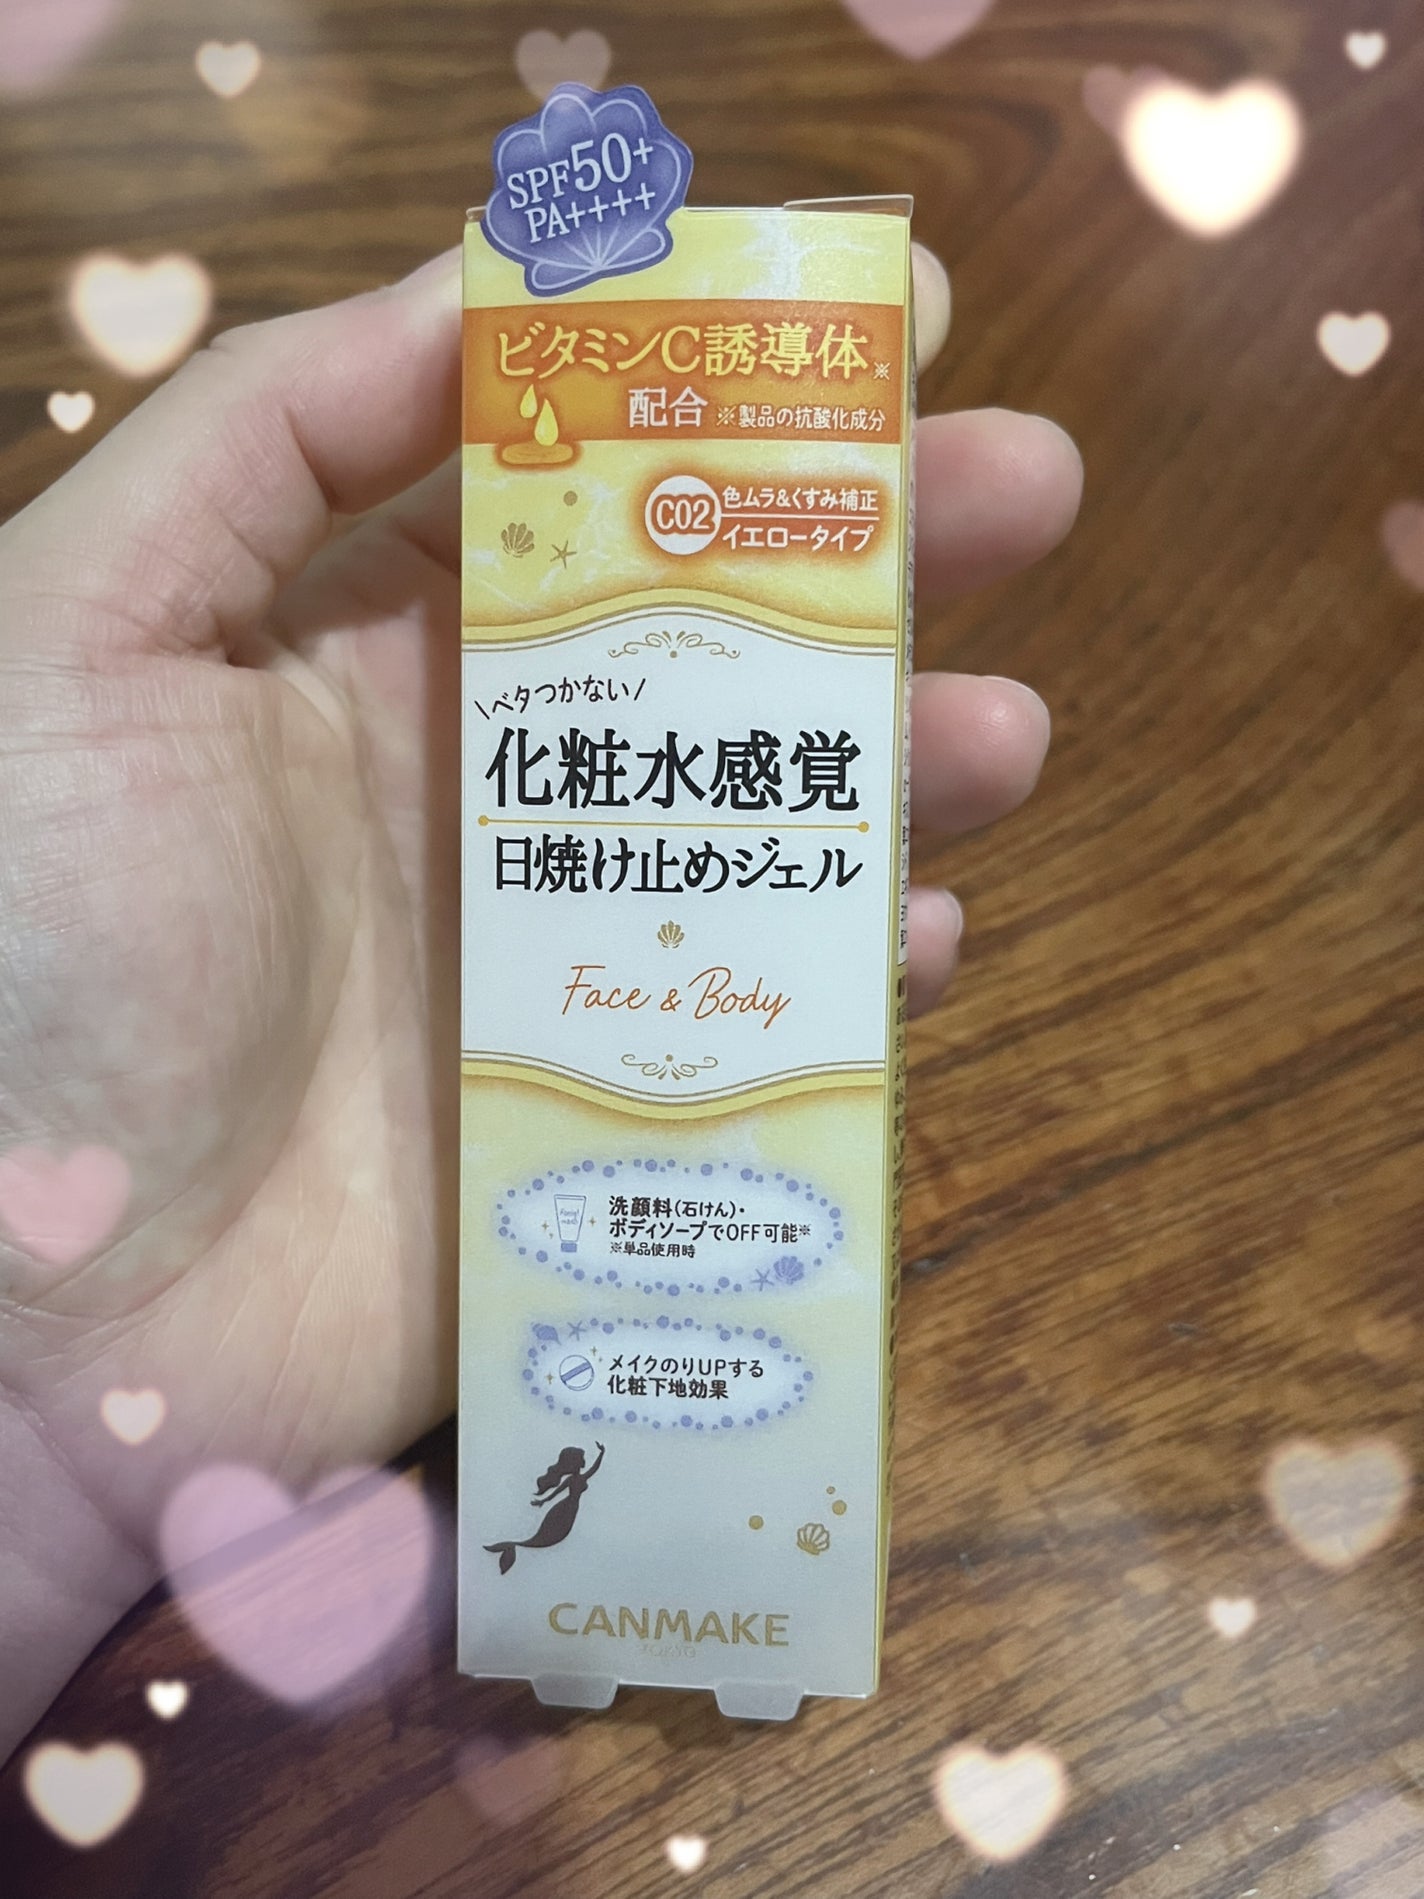 SPF50+
PA++++
ビタミンC誘導体※
配合 ※製品の抗酸化成分
C02 色ムラ&くすみ補正
イエロータイプ
\ベタつかない/
化粧水感覚
日焼け止めジェル
Face & Body
洗顔料(石けん)・
ボディソープでOFF可能※
※単品使用時
メイクのりUPする
化粧下地効果
CANMAKE
TOKYO